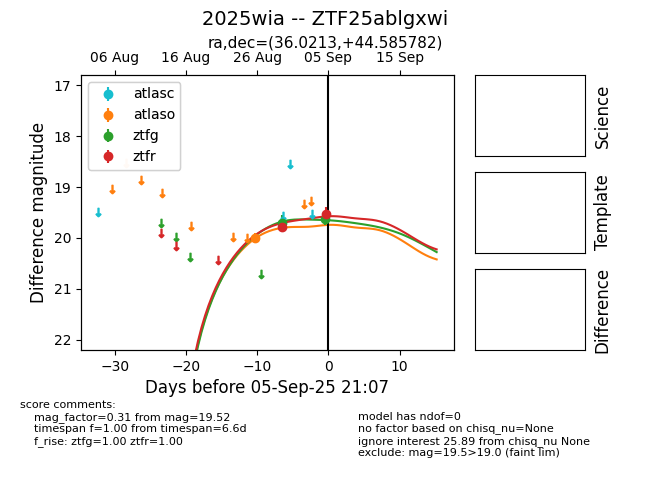 2025wia -- ZTF25ablgxwi
ra,dec=(36.0213,+44.585782)
06 Aug 16 Aug 26 Aug 05 Sep 15 Sep
atlasc
atlaso
ztfg
ztfr
17
18
19
20
21
22
Difference magnitude
−30 −20 −10 0 10
Days before 05-Sep-25 21:07
Science
Template
Difference
score comments:
mag_factor=0.31 from mag=19.52
timespan f=1.00 from timespan=6.6d
f_rise: ztfg=1.00 ztfr=1.00
model has ndof=0
no factor based on chisq_nu=None
ignore interest 25.89 from chisq_nu None
exclude: mag=19.5>19.0 (faint lim)